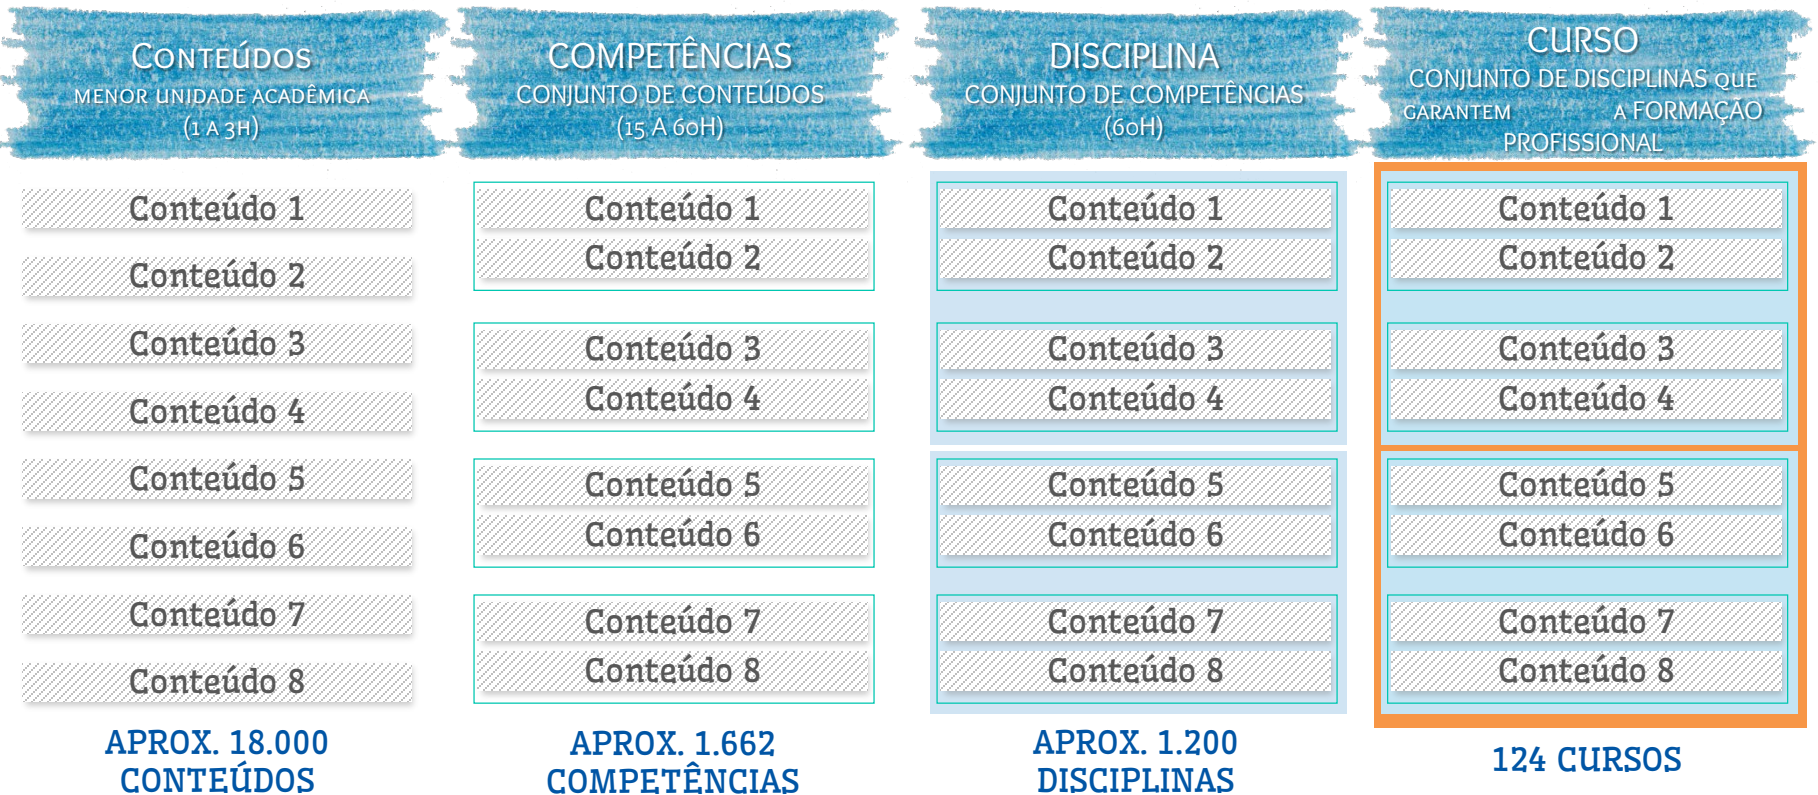 Conteúdos
menor unidade acadêmica
(1 a 3h)
Conteúdo 1
Conteúdo 2
Conteúdo 3
Conteúdo 4
Conteúdo 5
Conteúdo 6
Conteúdo 7
Conteúdo 8
APROX. 18.000
CONTEÚDOS
COMPETÊNCIAS
CONJUNTO DE CONTEÚDOS
(15 A 60H)
Conteúdo 1
Conteúdo 2
Conteúdo 3
Conteúdo 4
Conteúdo 5
Conteúdo 6
Conteúdo 7
Conteúdo 8
APROX. 1.662
COMPETÊNCIAS
DISCIPLINA
CONJUNTO DE COMPETÊNCIAS
(60H)
Conteúdo 1
Conteúdo 2
Conteúdo 3
Conteúdo 4
Conteúdo 5
Conteúdo 6
Conteúdo 7
Conteúdo 8
APROX. 1.200
DISCIPLINAS
CURSO
CONJUNTO DE DISCIPLINAS que
garantem a FORMAÇÃO
PROFISSIONAL
Conteúdo 1
Conteúdo 2
Conteúdo 3
Conteúdo 4
Conteúdo 5
Conteúdo 6
Conteúdo 7
Conteúdo 8
124 CURSOS